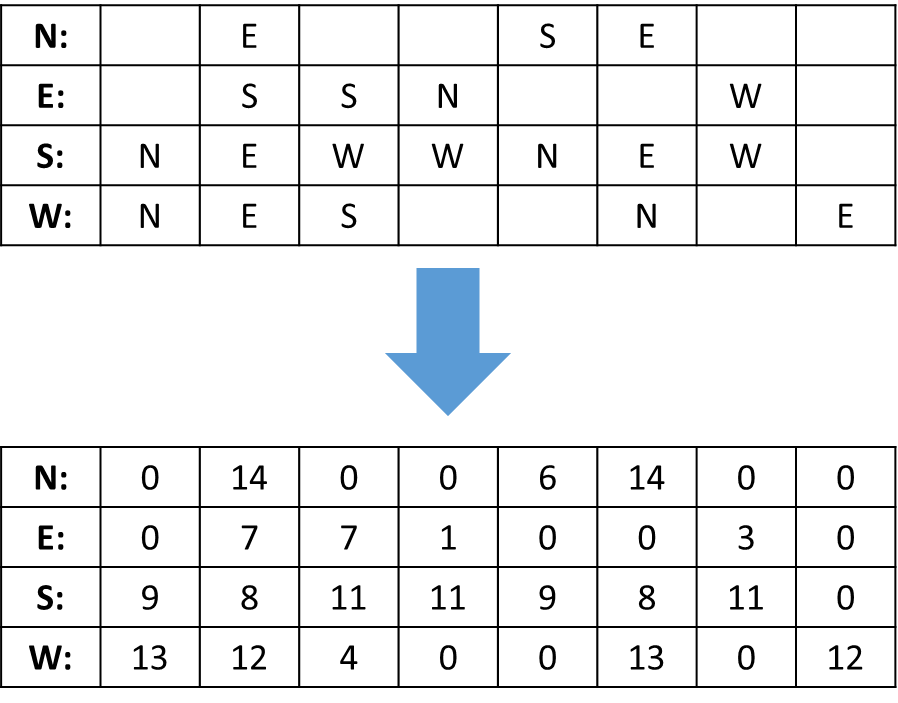 N: E S E
E: S S N W
S: N E W W N E W
W: N E S N E
N: 0 14 0 0 6 14 0 0
E: 0 7 7 1 0 0 3 0
S: 9 8 11 11 9 8 11 0
W: 13 12 4 0 0 13 0 12